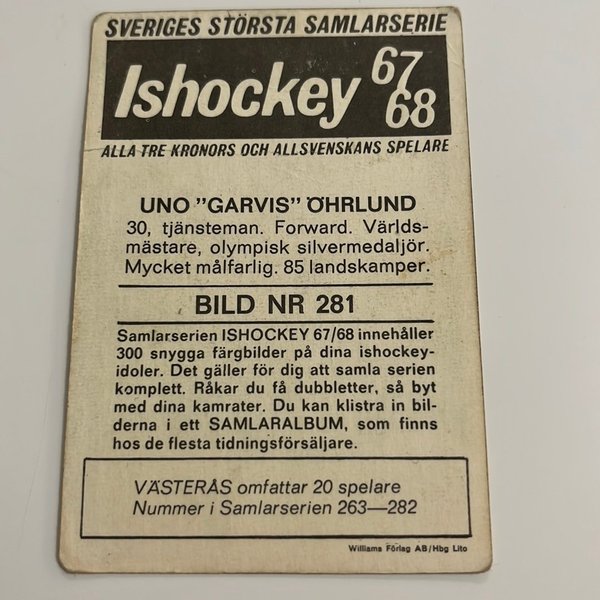 SVERIGES STÖRSTA SAMLARSERIE
Ishockey 67
68
ALLA TRE KRONORS OCH ALLSVENSKANS SPELARE
UNO "GARVIS" ÖHRLUND
30, tjänsteman. Forward. Världs-
mästare, olympisk silvermedaljör.
Mycket målfarlig. 85 landskamper.
BILD NR 281
Samlarserien ISHOCKEY 67/68 innehåller
300 snygga färgbilder på dina ishockey-
idoler. Det gäller för dig att samla serien
komplett. Råkar du få dubbletter, så byt
med dina kamrater. Du kan klistra in bil-
derna i ett SAMLARALBUM, som finns
hos de flesta tidningsförsäljare.
VÄSTERÅS omfattar 20 spelare
Nummer i Samlarserien 263—282
Williams Förlag AB/Hbg Lito